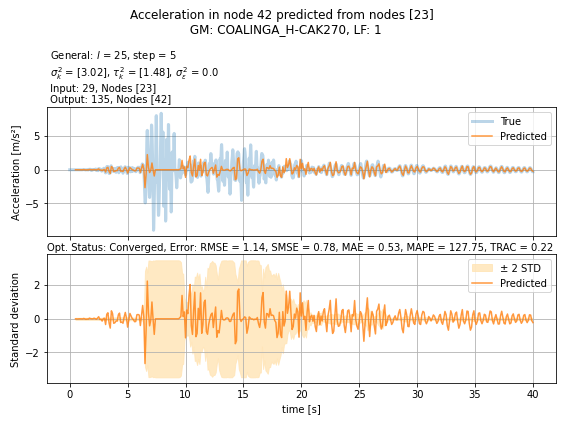 Acceleration in node 42 predicted from nodes [23]
GM: COALINGA_H-CAK270, LF: 1
General: l = 25, step = 5
σ²ₖ = [3.02], τ²ₖ = [1.48], σ²_ε = 0.0
Input: 29, Nodes [23]
Output: 135, Nodes [42]
Acceleration [m/s²]
5
0
−5
True
Predicted
Opt. Status: Converged, Error: RMSE = 1.14, SMSE = 0.78, MAE = 0.53, MAPE = 127.75, TRAC = 0.22
Standard deviation
2
0
−2
± 2 STD
Predicted
0 5 10 15 20 25 30 35 40
time [s]